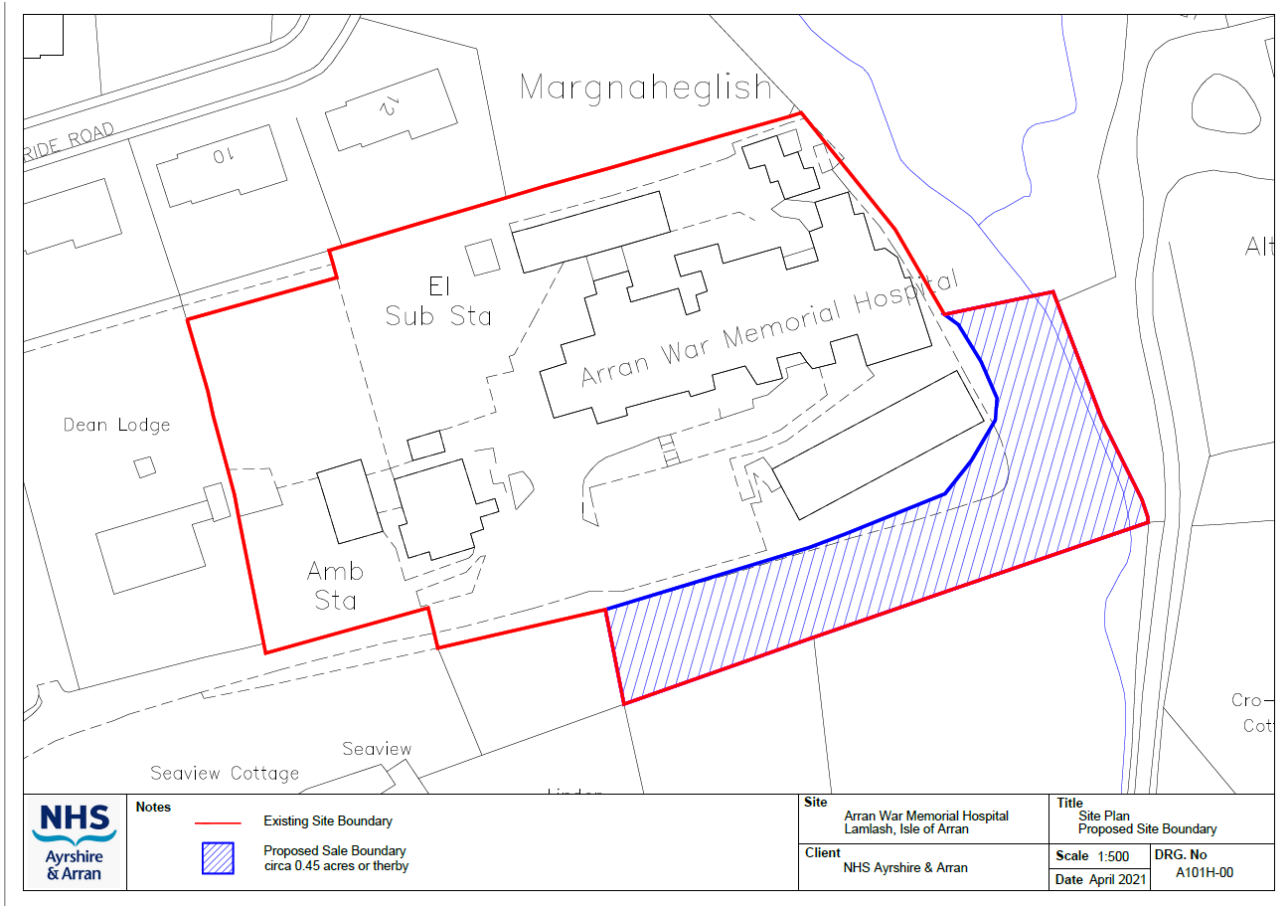 Margnaheglish
12
RIDE ROAD
10
El
Sub Sta
Arran War Memorial Hospital
Alt
Dean Lodge
Amb
Sta
Cro
Cot
Seaview
Seaview Cottage
NHS
Ayrshire
& Arran
Notes
Existing Site Boundary
Proposed Sale Boundary
circa 0.45 acres or therby
Site
Arran War Memorial Hospital
Lamlash, Isle of Arran
Client
NHS Ayrshire & Arran
Title
Site Plan
Proposed Site Boundary
Scale 1:500
Date April 2021
DRG. No
A101H-00